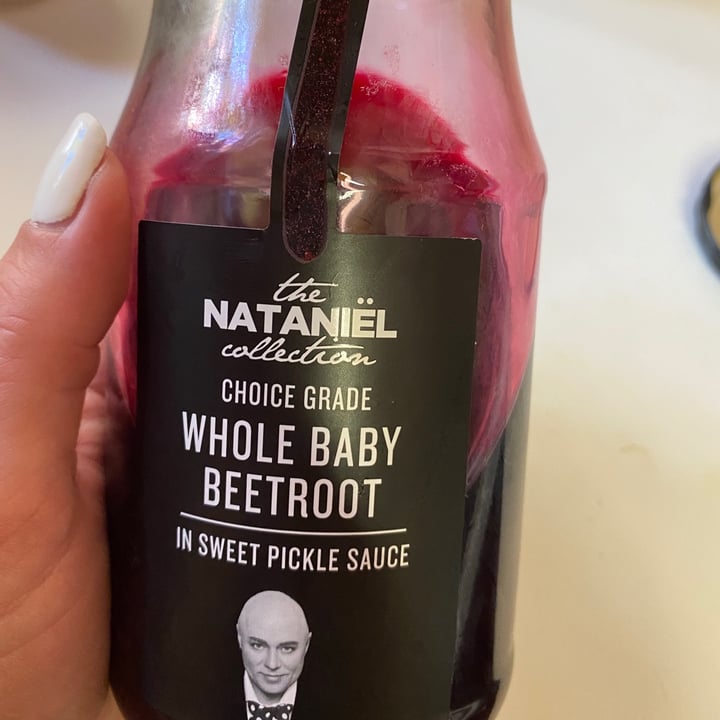 the
NATANIËL
collection
CHOICE GRADE
WHOLE BABY
BEETROOT
IN SWEET PICKLE SAUCE